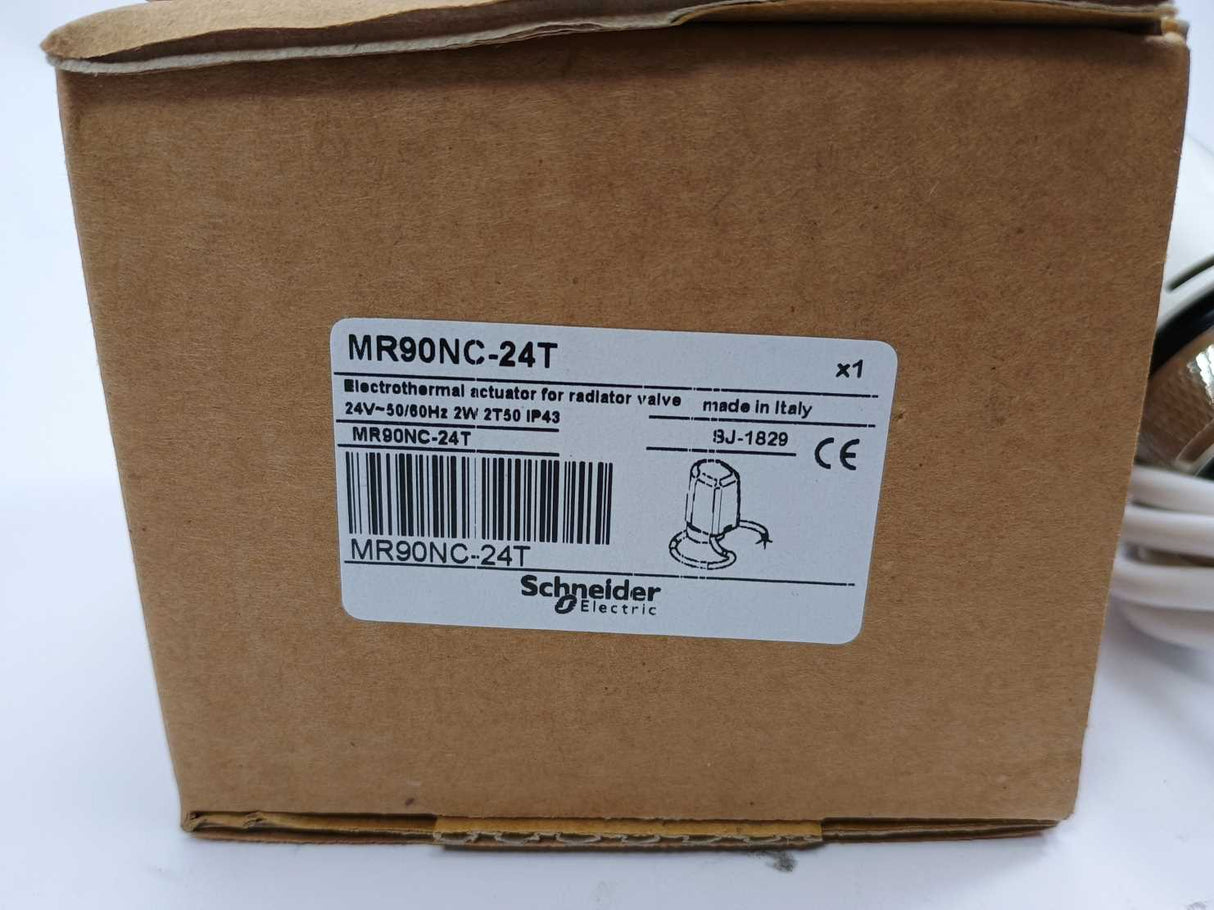 MR90NC-24T
x1
Electrothermal actuator for radiator valve
made in Italy
24V~50/60Hz 2W 2T50 IP43
MR90NC-24T
SJ-1829
CE
MR90NC-24T
Schneider
Electric